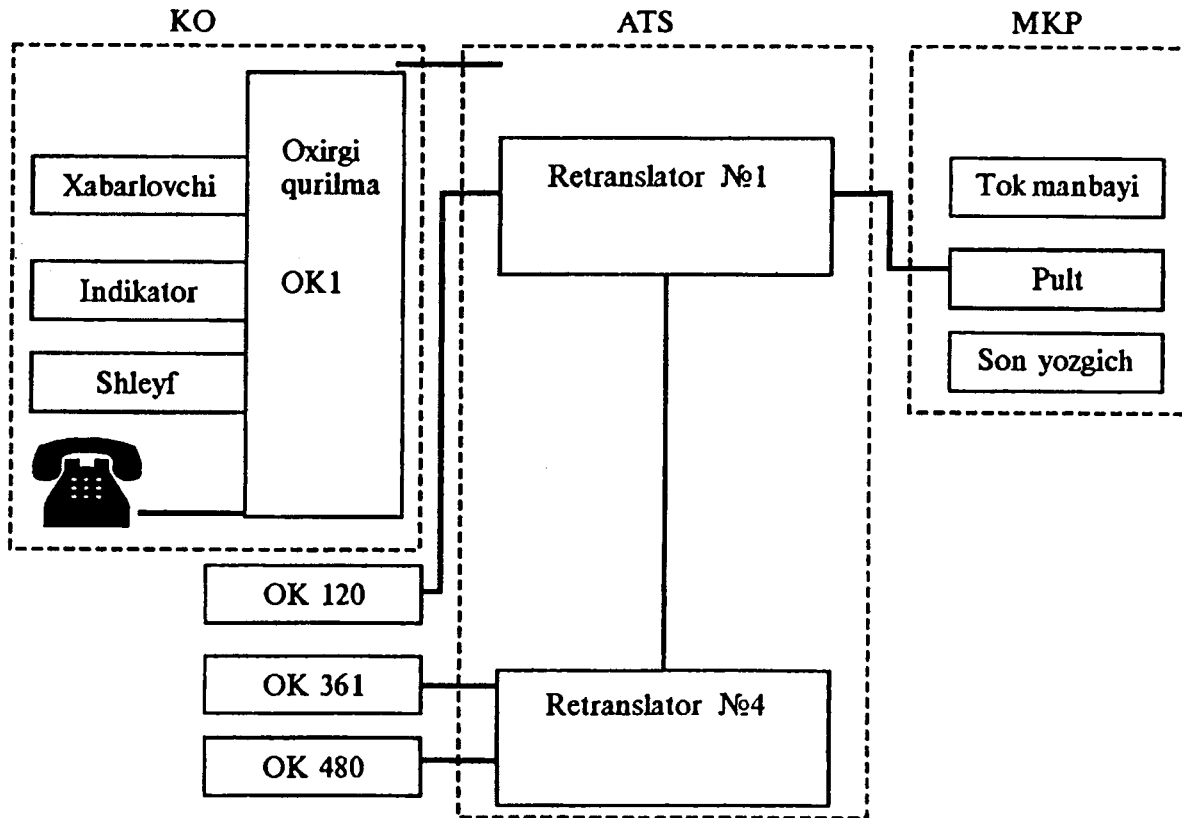 KO
ATS
MKP
Oxirgi
qurilma
OK1
Xabarlovchi
Indikator
Shleyf
Retranslator №1
Tok manbayi
Pult
Son yozgich
OK 120
OK 361
OK 480
Retranslator №4